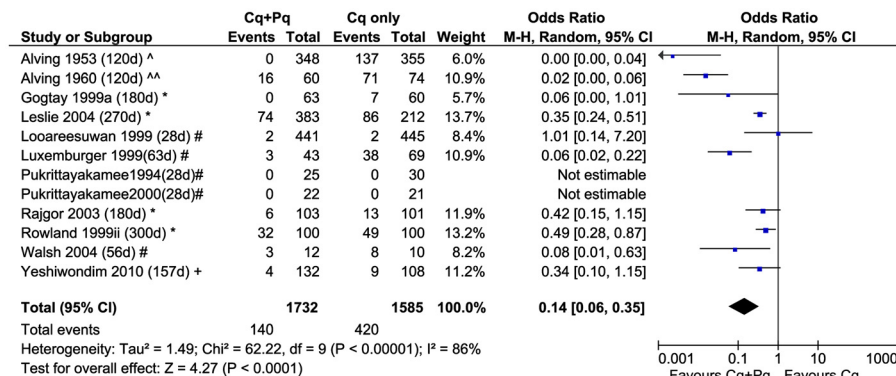 Cq+Pq Cq only Odds Ratio Odds Ratio
Study or Subgroup Events Total Events Total Weight M-H, Random, 95% CI M-H, Random, 95% CI
Alving 1953 (120d) ^ 0 348 137 355 6.0% 0.00 [0.00, 0.04]
Alving 1960 (120d) ^^ 16 60 71 74 10.9% 0.02 [0.00, 0.06]
Gogtay 1999a (180d) * 0 63 7 60 5.7% 0.06 [0.00, 1.01]
Leslie 2004 (270d) * 74 383 86 212 13.7% 0.35 [0.24, 0.51]
Looareesuwan 1999 (28d) # 2 441 2 445 8.4% 1.01 [0.14, 7.20]
Luxemburger 1999(63d) # 3 43 38 69 10.9% 0.06 [0.02, 0.22]
Pukrittayakamee1994(28d)# 0 25 0 30 Not estimable
Pukrittayakamee2000(28d)# 0 22 0 21 Not estimable
Rajgor 2003 (180d) * 6 103 13 101 11.9% 0.42 [0.15, 1.15]
Rowland 1999ii (300d) * 32 100 49 100 13.2% 0.49 [0.28, 0.87]
Walsh 2004 (56d) # 3 12 8 10 8.2% 0.08 [0.01, 0.63]
Yeshiwondim 2010 (157d) + 4 132 9 108 11.2% 0.34 [0.10, 1.15]
Total (95% CI) 1732 1585 100.0% 0.14 [0.06, 0.35]
Total events 140 420
Heterogeneity: Tau² = 1.49; Chi² = 62.22, df = 9 (P < 0.00001); I² = 86%
Test for overall effect: Z = 4.27 (P < 0.0001)
0.001 0.1 1 10 1000
Favours Cq+Pq Favours Cq